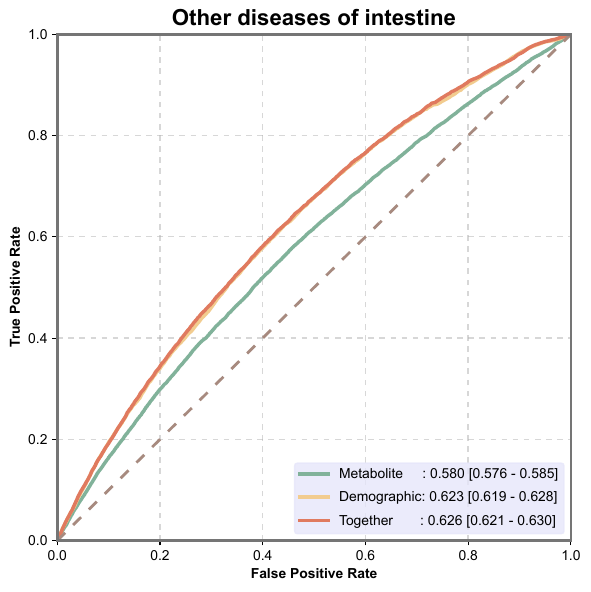 Other diseases of intestine
1.0
0.8
0.6
0.4
0.2
0.0
True Positive Rate
Metabolite : 0.580 [0.576 - 0.585]
Demographic: 0.623 [0.619 - 0.628]
Together : 0.626 [0.621 - 0.630]
0.0 0.2 0.4 0.6 0.8 1.0
False Positive Rate